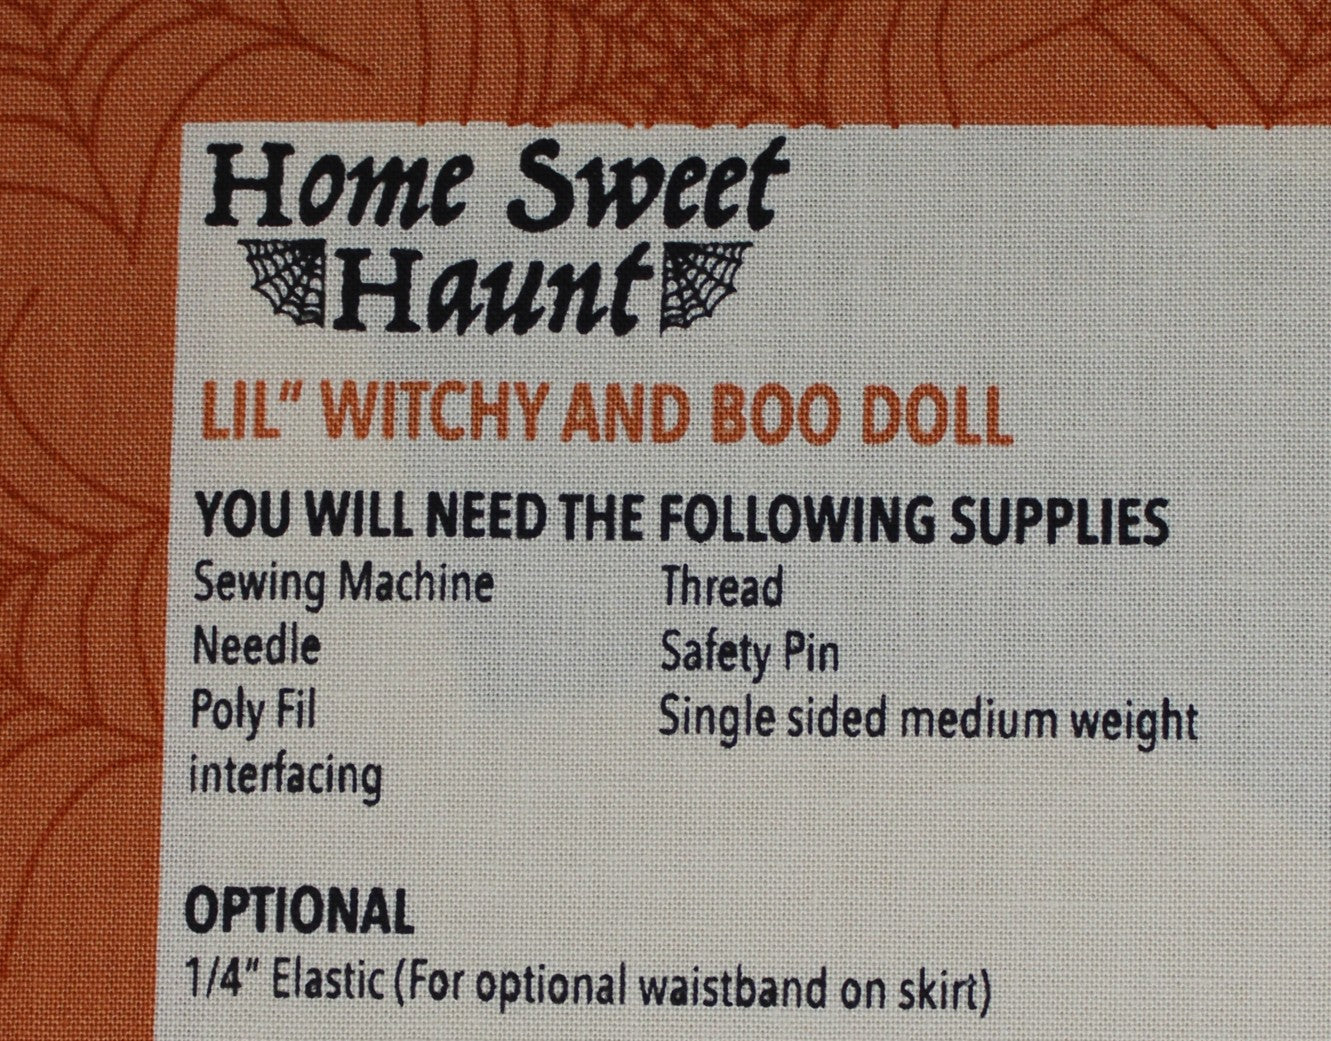 Home Sweet
Haunt
LIL” WITCHY AND BOO DOLL
YOU WILL NEED THE FOLLOWING SUPPLIES
Sewing Machine Thread
Needle Safety Pin
Poly Fil Single sided medium weight
interfacing
OPTIONAL
1/4" Elastic (For optional waistband on skirt)